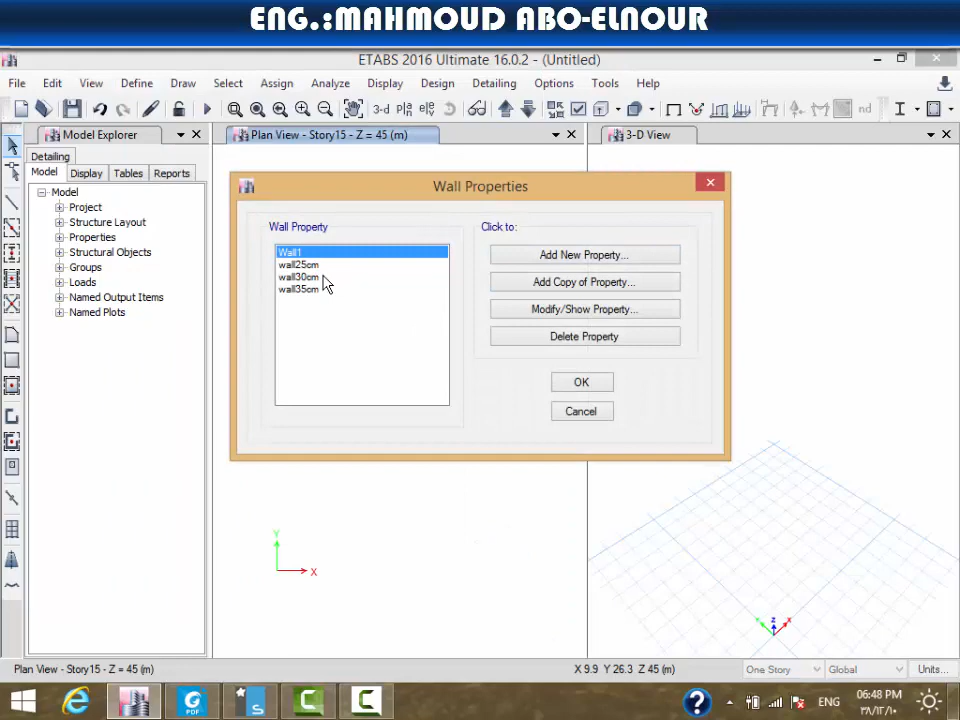 ENG.:MAHMOUD ABO-ELNOUR
ETABS 2016 Ultimate 16.0.2 - (Untitled)
File Edit View Define Draw Select Assign Analyze Display Design Detailing Options Tools Help
3-d nd
Model Explorer
Plan View - Story15 - Z = 45 (m)
3-D View
Detailing
Model Display Tables Reports
Model
Project
Structure Layout
Properties
Structural Objects
Groups
Loads
Named Output Items
Named Plots
Wall Properties
Wall Property
Wall1
wall25cm
wall30cm
wall35cm
Click to:
Add New Property...
Add Copy of Property...
Modify/Show Property...
Delete Property
OK
Cancel
Y
X
Z
X
Plan View - Story15 - Z = 45 (m)
X 9.9 Y 26.3 Z 45 (m)
One Story
Global
Units...
PDF
S
ENG
06:48 PM